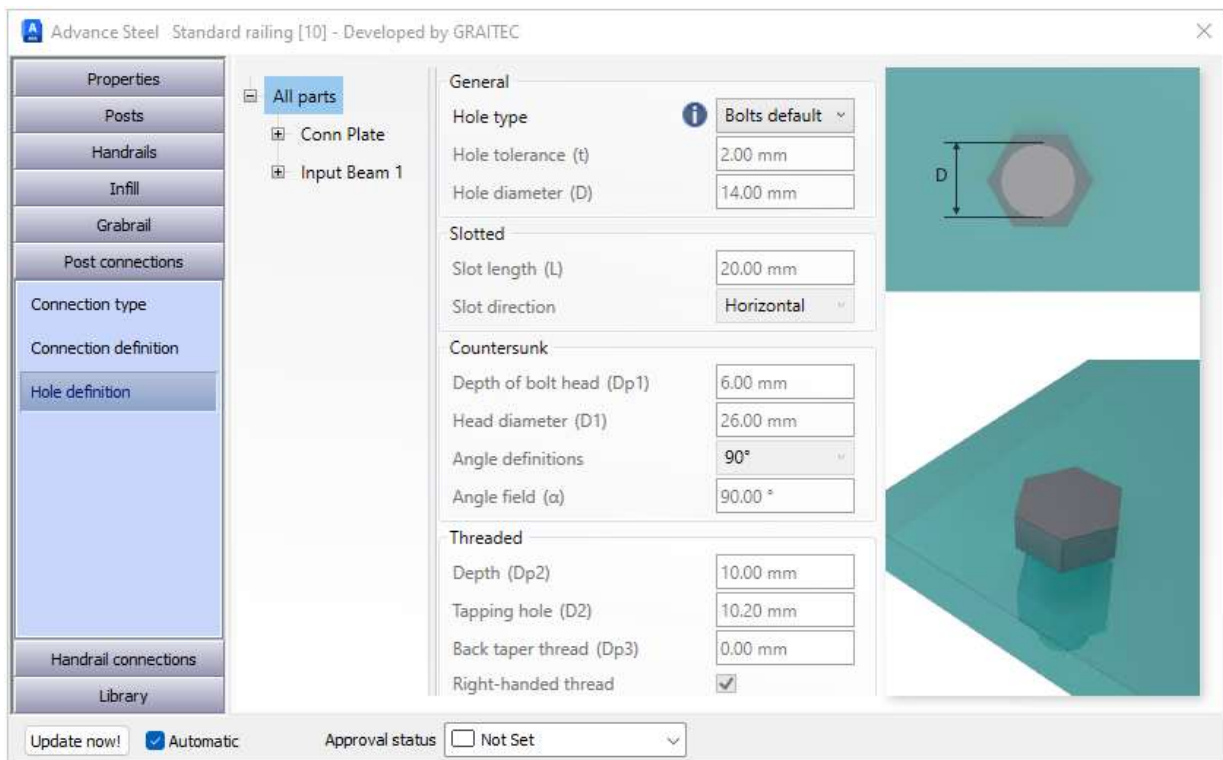 Advance Steel Standard railing [10] - Developed by GRAITEC
Properties
Posts
Handrails
Infill
Grabrail
Post connections
Connection type
Connection definition
Hole definition
Handrail connections
Library
All parts
Conn Plate
Input Beam 1
General
Hole type Bolts default
Hole tolerance (t) 2.00 mm
Hole diameter (D) 14.00 mm
Slotted
Slot length (L) 20.00 mm
Slot direction Horizontal
Countersunk
Depth of bolt head (Dp1) 6.00 mm
Head diameter (D1) 26.00 mm
Angle definitions 90°
Angle field (α) 90.00 °
Threaded
Depth (Dp2) 10.00 mm
Tapping hole (D2) 10.20 mm
Back taper thread (Dp3) 0.00 mm
Right-handed thread
D
Update now! Automatic Approval status Not Set